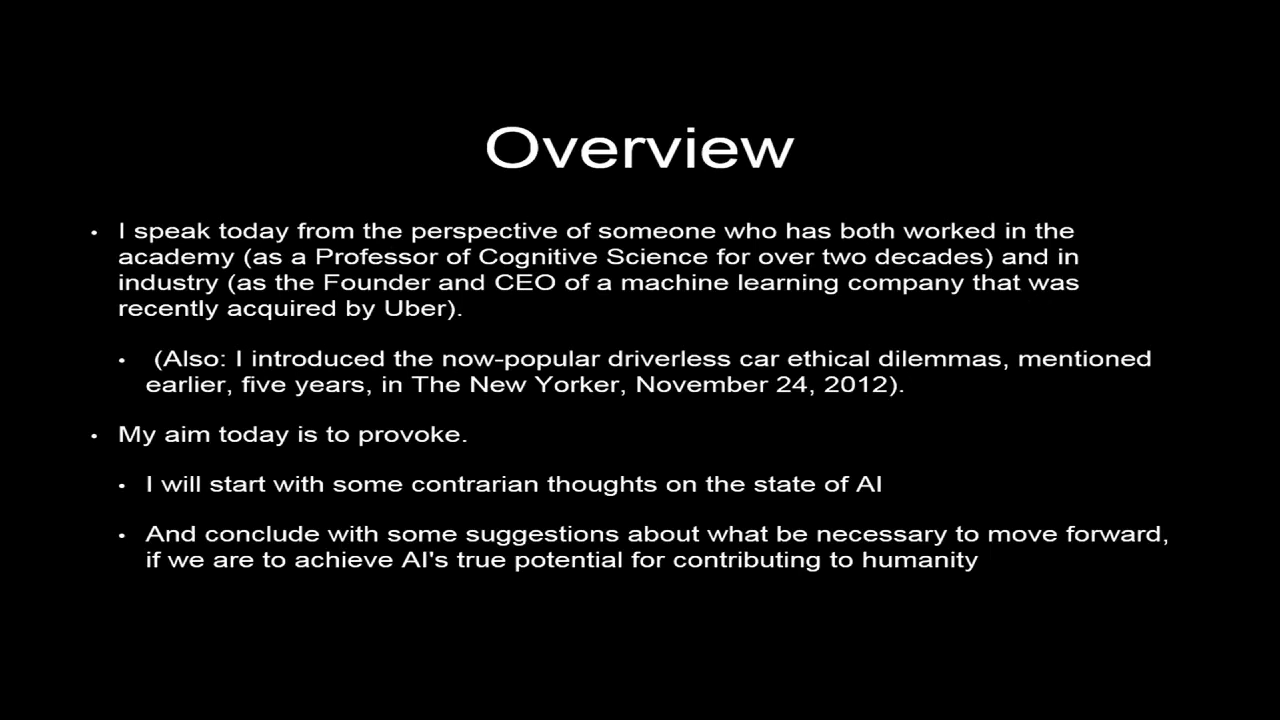 Overview
• I speak today from the perspective of someone who has both worked in the
academy (as a Professor of Cognitive Science for over two decades) and in
industry (as the Founder and CEO of a machine learning company that was
recently acquired by Uber).
• (Also: I introduced the now-popular driverless car ethical dilemmas, mentioned
earlier, five years, in The New Yorker, November 24, 2012).
• My aim today is to provoke.
• I will start with some contrarian thoughts on the state of AI
• And conclude with some suggestions about what be necessary to move forward,
if we are to achieve AI's true potential for contributing to humanity